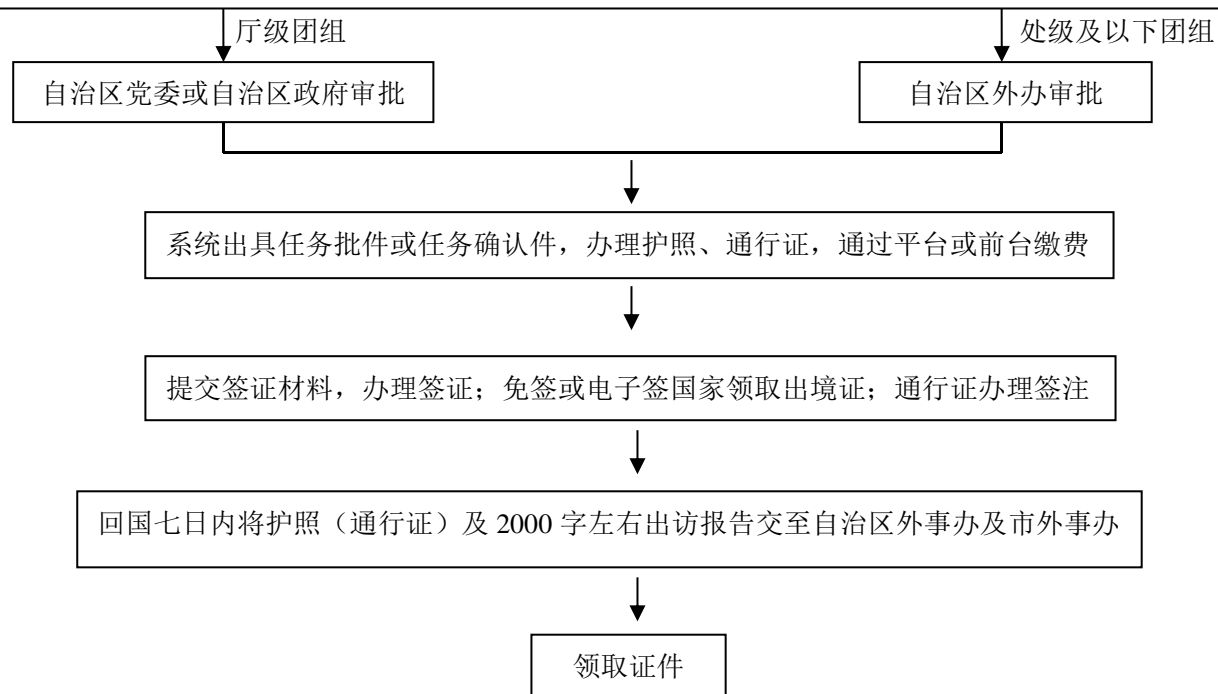 厅级团组
处级及以下团组
自治区党委或自治区政府审批
自治区外办审批
系统出具任务批件或任务确认件，办理护照、通行证，通过平台或前台缴费
提交签证材料，办理签证；免签或电子签国家领取出境证；通行证办理签注
回国七日内将护照（通行证）及 2000 字左右出访报告交至自治区外事办及市外事办
领取证件